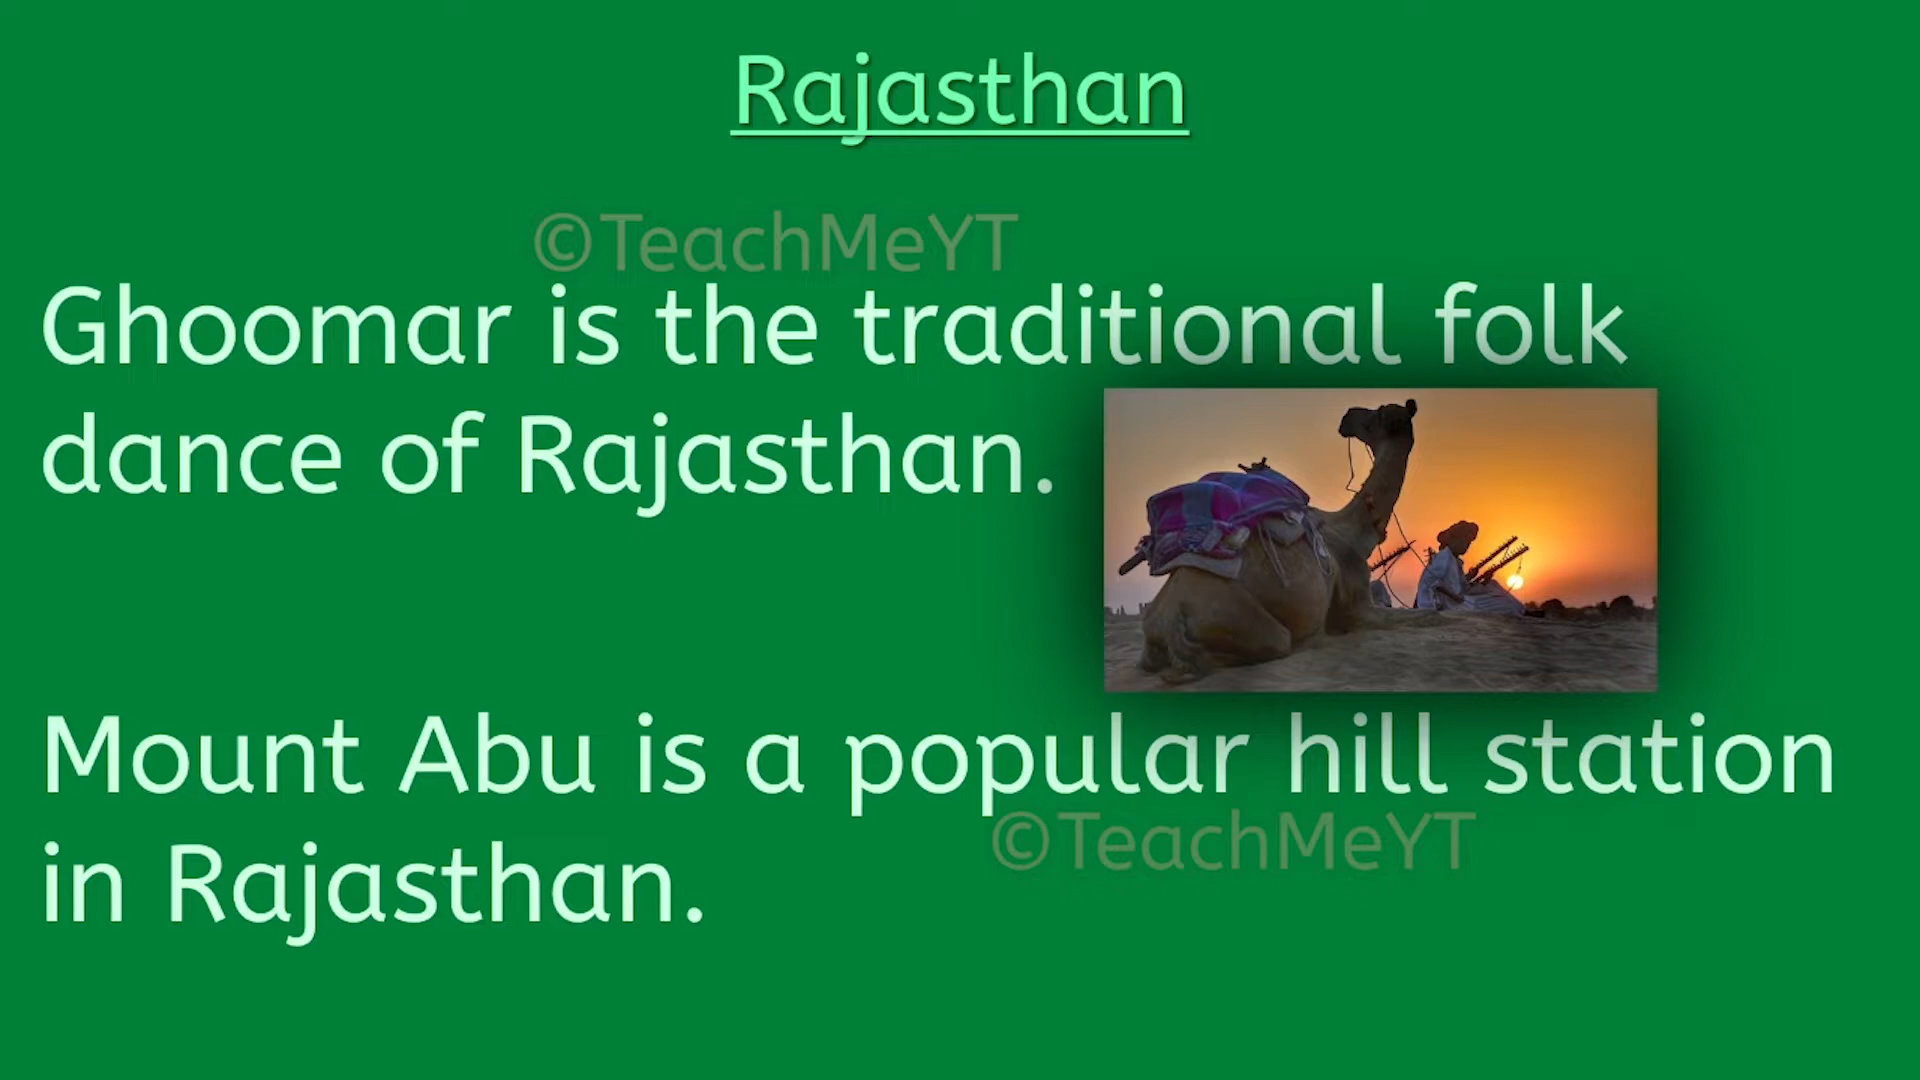 Rajasthan
©TeachMeYT
Ghoomar is the traditional folk
dance of Rajasthan.
Mount Abu is a popular hill station
©TeachMeYT
in Rajasthan.